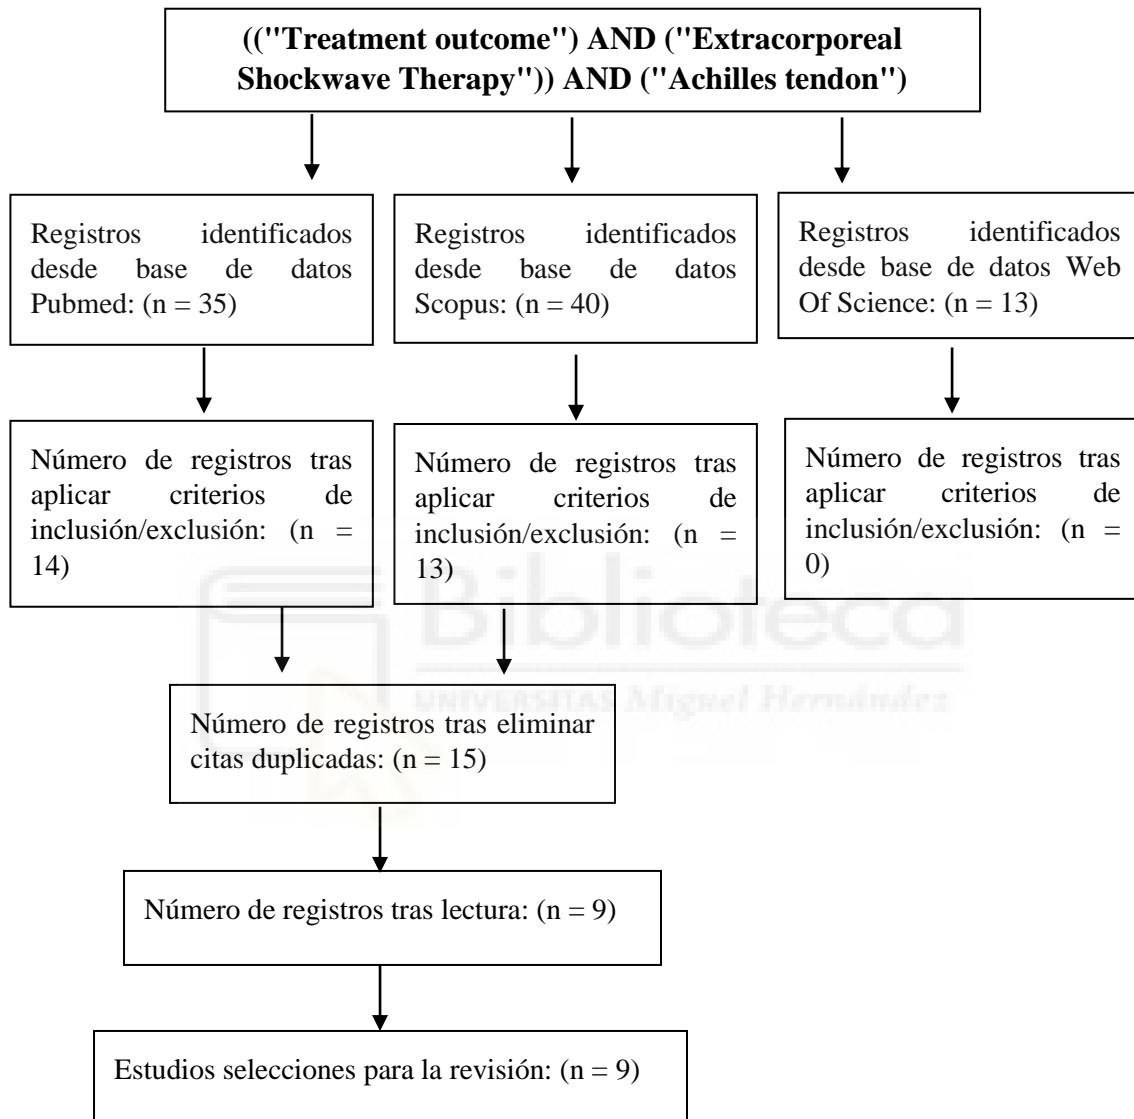 (("Treatment outcome") AND ("Extracorporeal
Shockwave Therapy")) AND ("Achilles tendon")
Registros identificados
desde base de datos
Pubmed: (n = 35)
Registros identificados
desde base de datos
Scopus: (n = 40)
Registros identificados
desde base de datos Web
Of Science: (n = 13)
Número de registros tras
aplicar criterios de
inclusión/exclusión: (n =
14)
Número de registros tras
aplicar criterios de
inclusión/exclusión: (n =
13)
Número de registros tras
aplicar criterios de
inclusión/exclusión: (n =
0)
Biblioteca
UNIVERSITAS Miguel Hernández
Número de registros tras eliminar
citas duplicadas: (n = 15)
Número de registros tras lectura: (n = 9)
Estudios selecciones para la revisión: (n = 9)